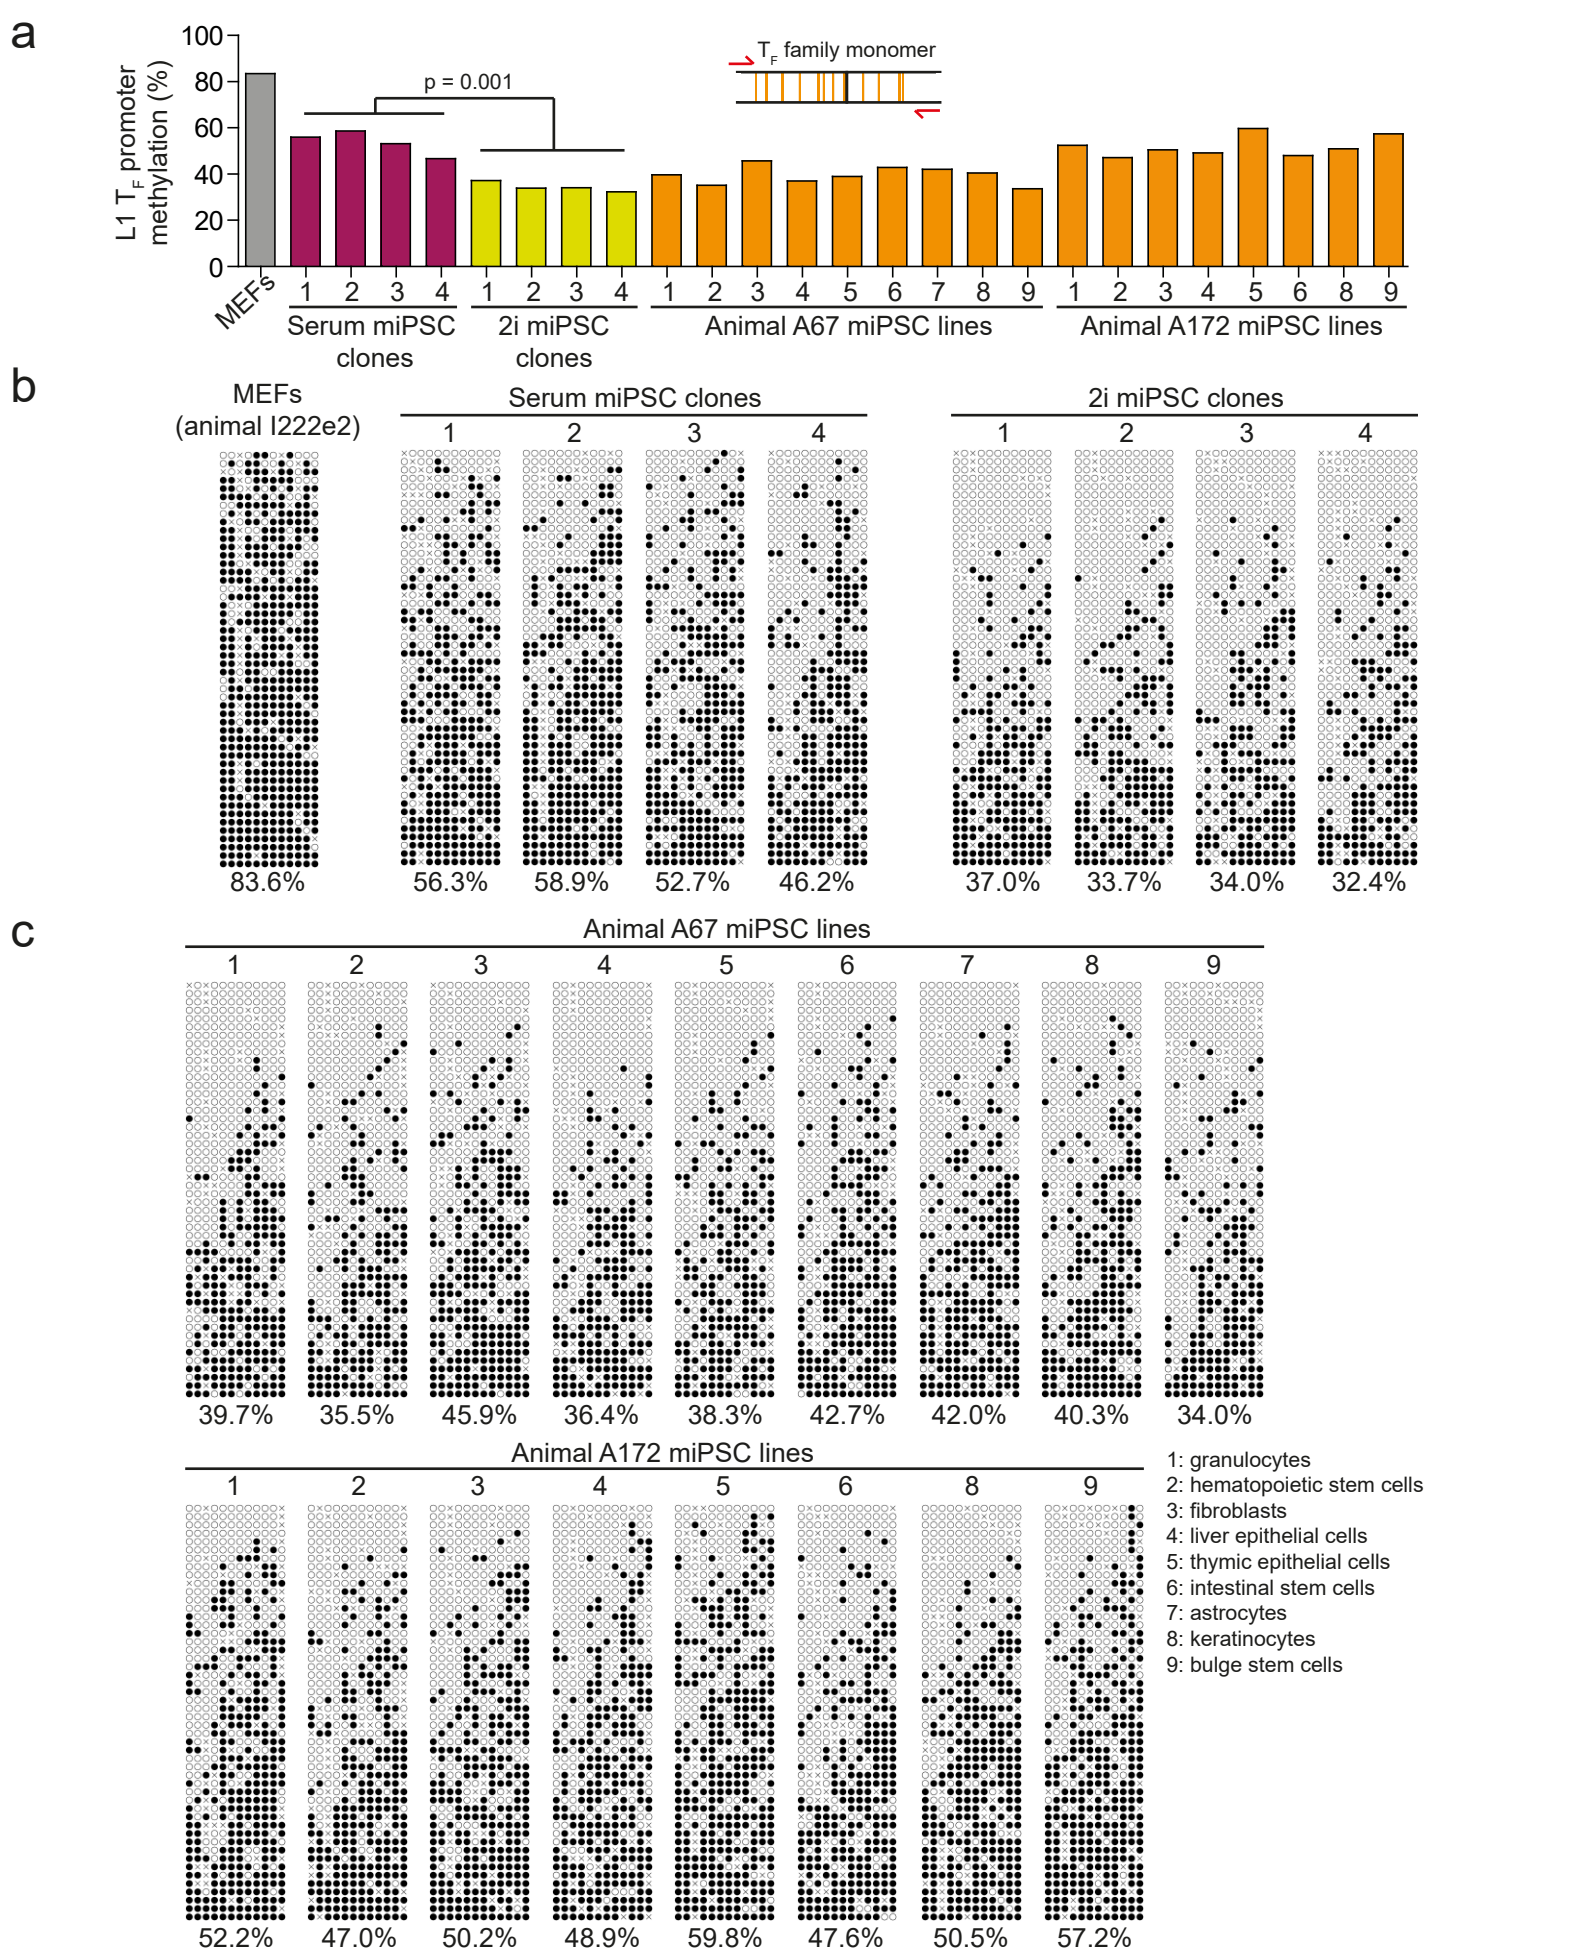 a
L1 TF promoter
methylation (%)
100
80
60
40
20
0
p = 0.001
TF family monomer
MEFs
1 2 3 4
1 2 3 4
1 2 3 4 5 6 7 8 9
1 2 3 4 5 6 8 9
Serum miPSC
clones
2i miPSC
clones
Animal A67 miPSC lines
Animal A172 miPSC lines
b
MEFs
(animal I222e2)
Serum miPSC clones
1 2 3 4
2i miPSC clones
1 2 3 4
83.6%
56.3% 58.9% 52.7% 46.2%
37.0% 33.7% 34.0% 32.4%
c
Animal A67 miPSC lines
1 2 3 4 5 6 7 8 9
39.7% 35.5% 45.9% 36.4% 38.3% 42.7% 42.0% 40.3% 34.0%
Animal A172 miPSC lines
1 2 3 4 5 6 8 9
52.2% 47.0% 50.2% 48.9% 59.8% 47.6% 50.5% 57.2%
1: granulocytes
2: hematopoietic stem cells
3: fibroblasts
4: liver epithelial cells
5: thymic epithelial cells
6: intestinal stem cells
7: astrocytes
8: keratinocytes
9: bulge stem cells